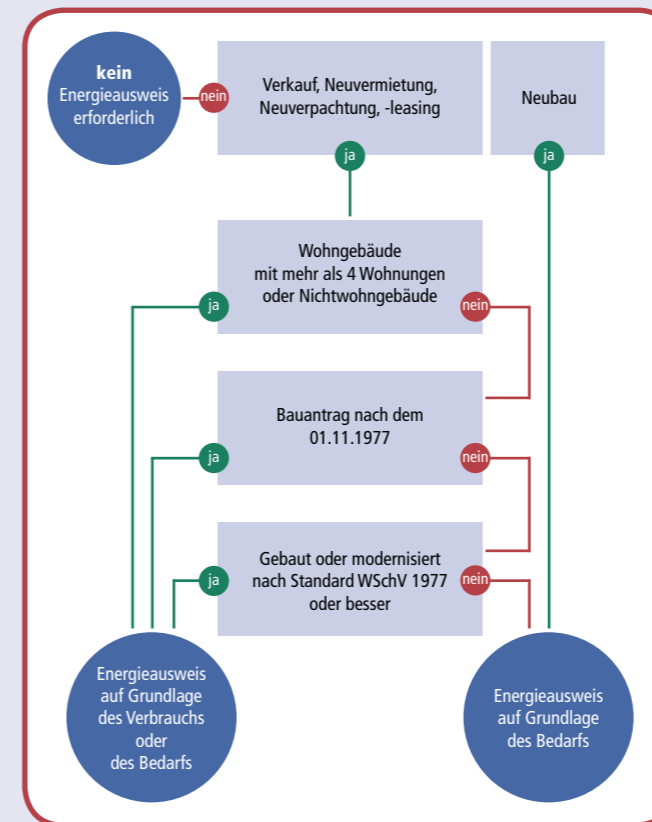 kein
Energieausweis
erforderlich
nein
Verkauf, Neuvermietung,
Neuverpachtung, -leasing
ja
Neubau
ja
Wohngebäude
mit mehr als 4 Wohnungen
oder Nichtwohngebäude
ja
nein
Bauantrag nach dem
01.11.1977
ja
nein
Gebaut oder modernisiert
nach Standard WSchV 1977
oder besser
ja
nein
Energieausweis
auf Grundlage
des Verbrauchs
oder
des Bedarfs
Energieausweis
auf Grundlage
des Bedarfs